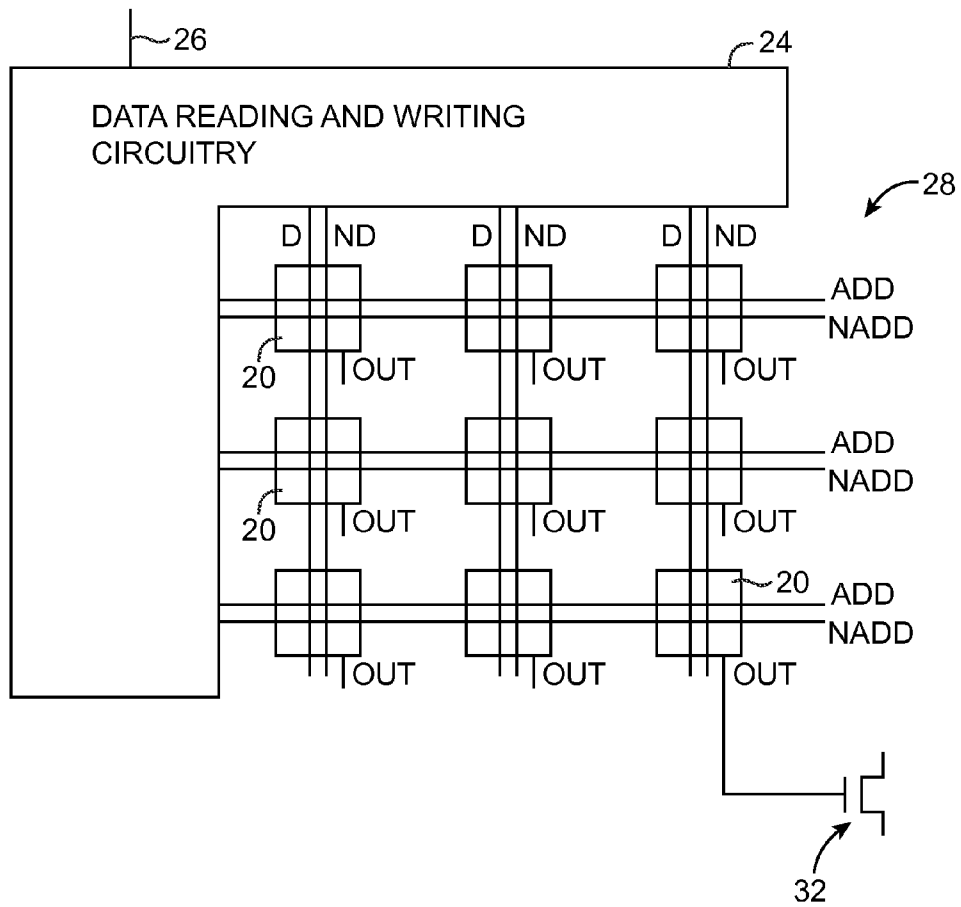 26
24
DATA READING AND WRITING
CIRCUITRY
28
D ND D ND D ND
ADD
NADD
20 OUT OUT OUT
ADD
NADD
20 OUT OUT OUT
20
ADD
NADD
OUT OUT OUT
32